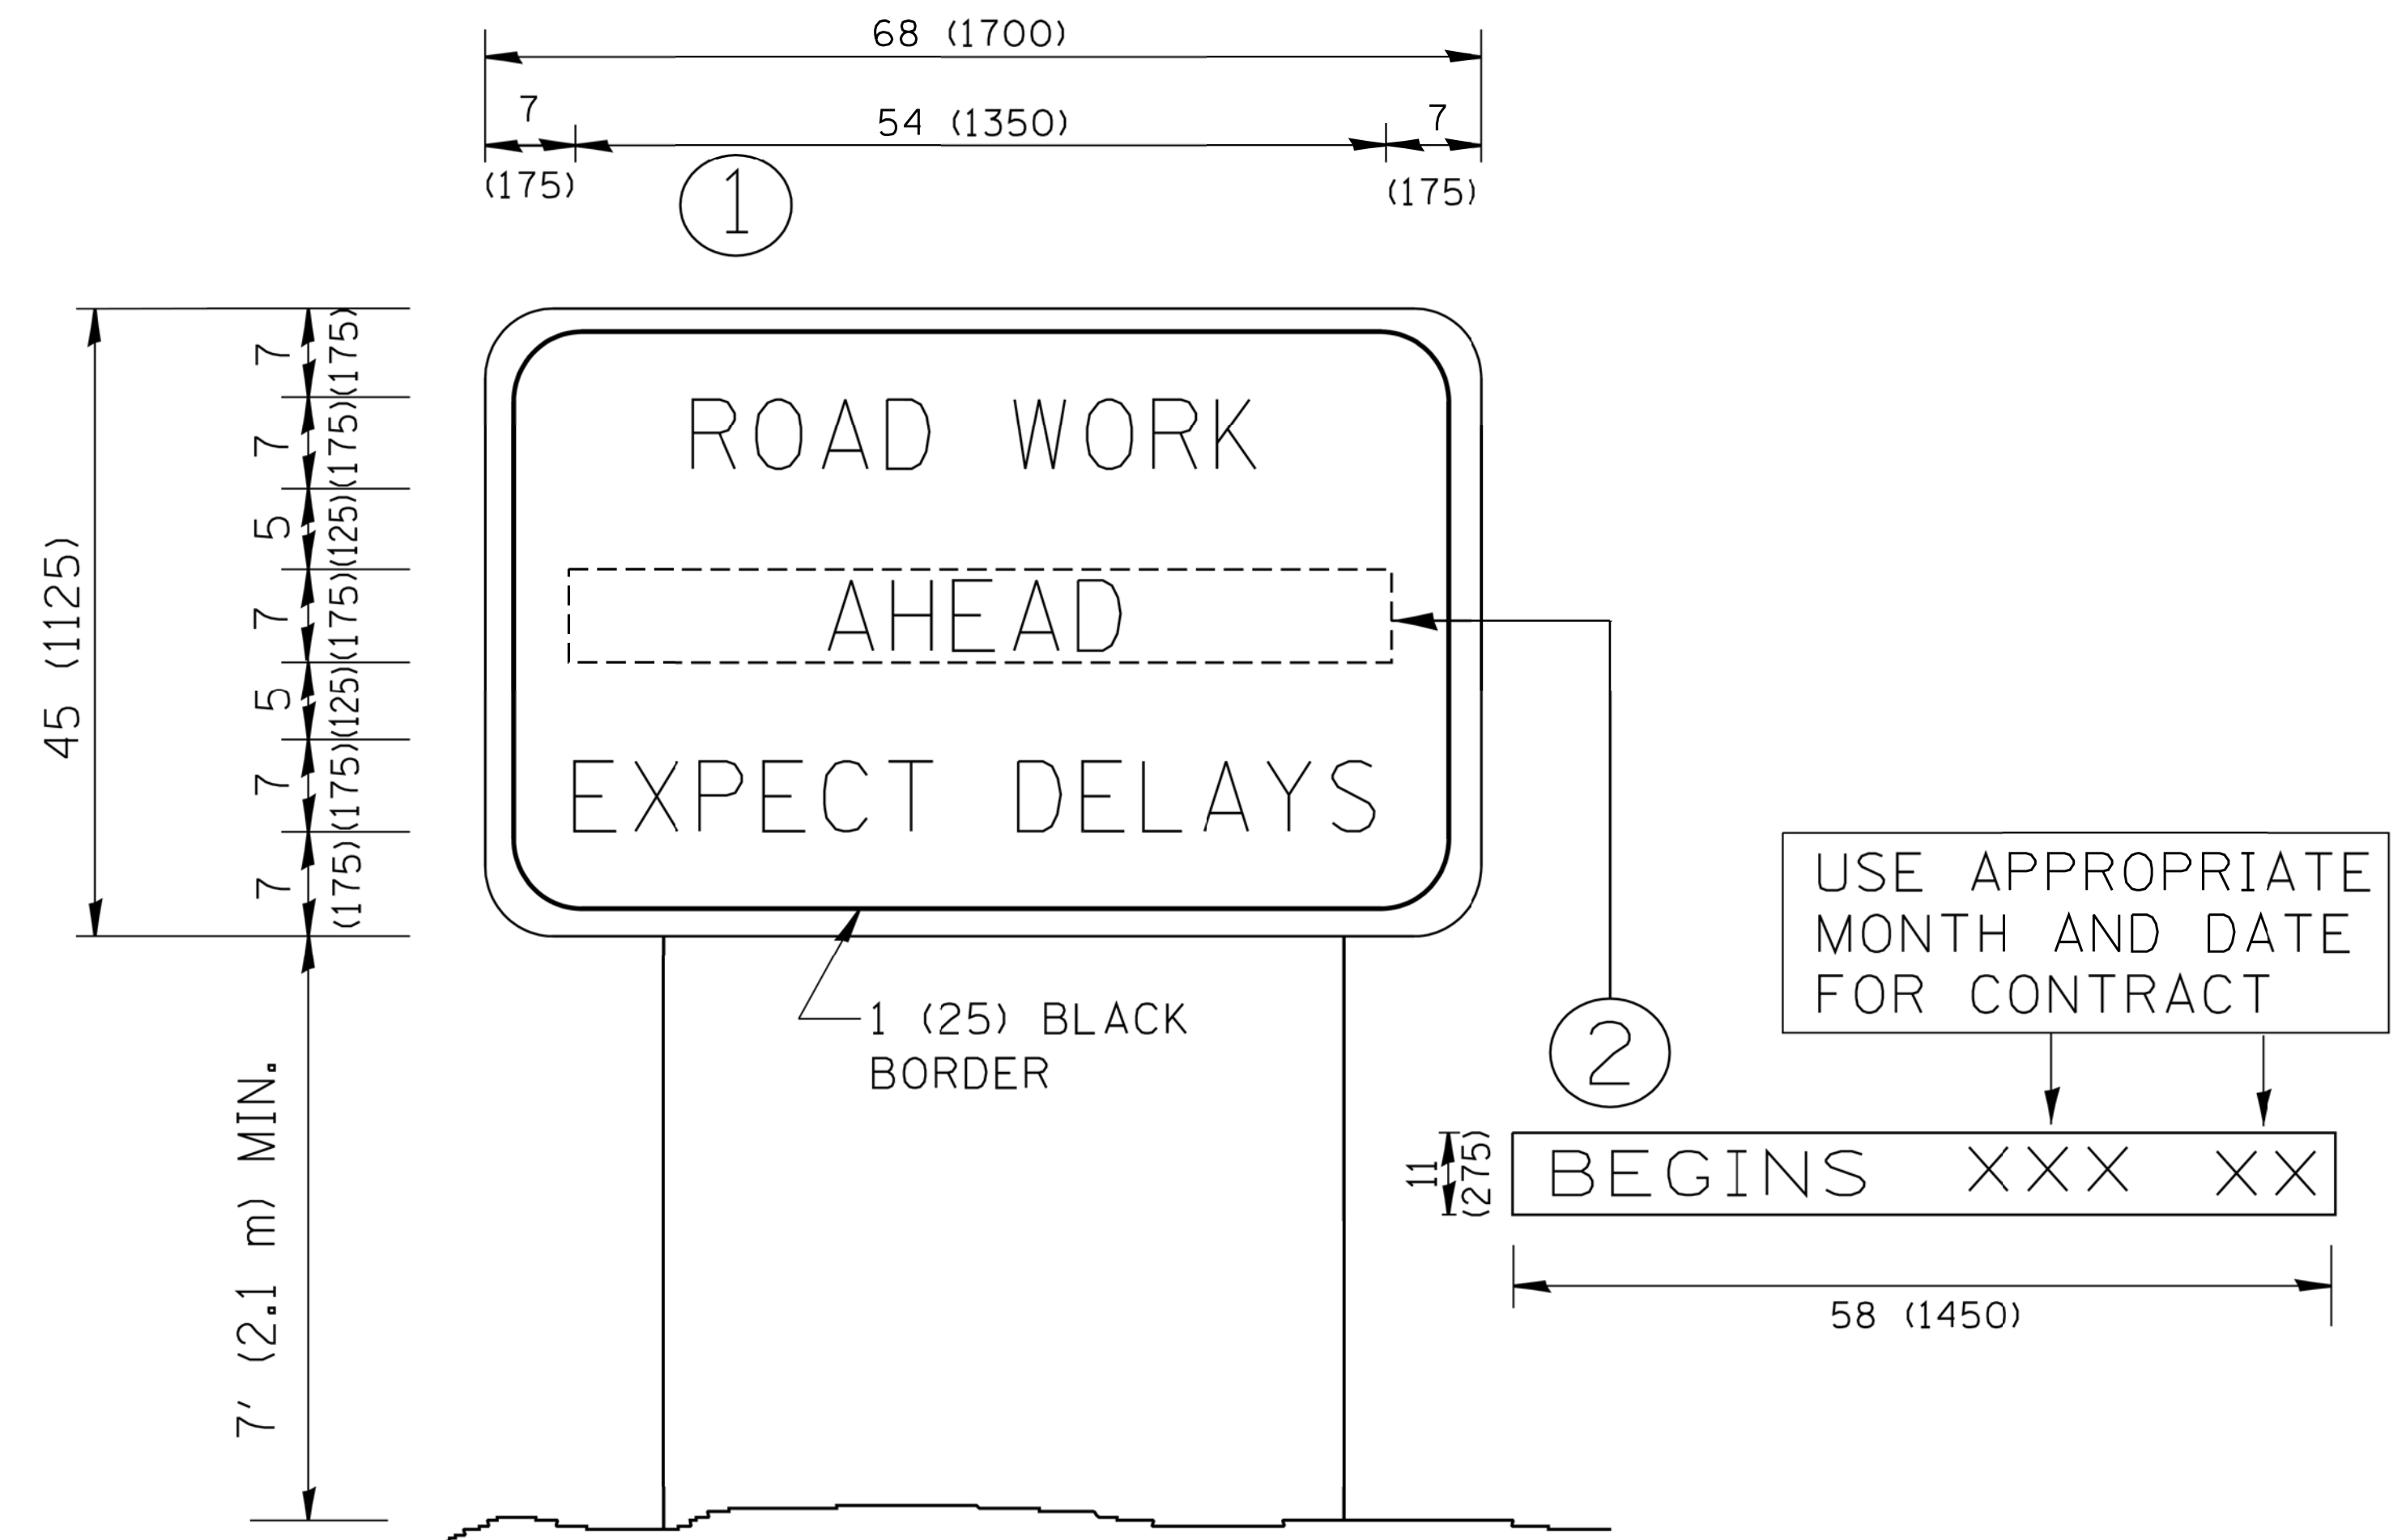 68 (1700)
7
54 (1350)
7
(175)
(175)
1
45 (1125)
7 (175)
7 (175)
5 (125)
7 (175)
5 (125)
7 (175)
7 (175)
7' (2.1 m) MIN.
ROAD WORK
AHEAD
EXPECT DELAYS
1 (25) BLACK
BORDER
2
USE APPROPRIATE
MONTH AND DATE
FOR CONTRACT
11
(275)
BEGINS XXX XX
58 (1450)